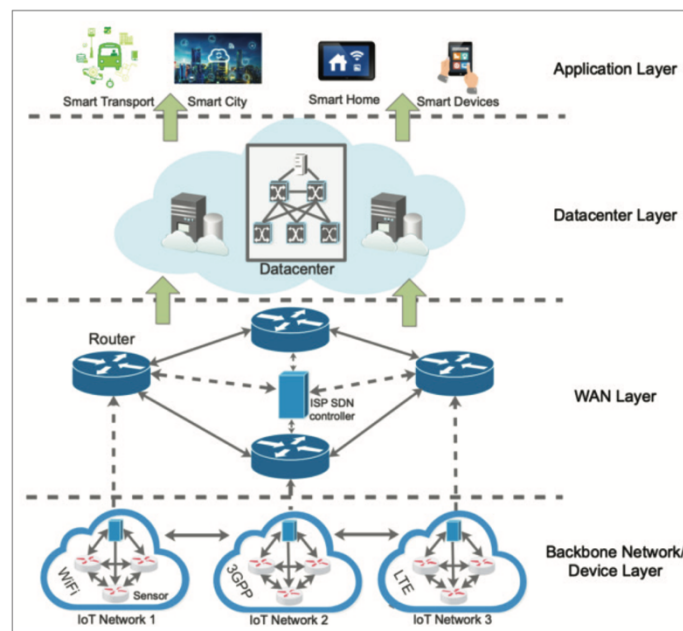 Smart Transport
Smart City
Smart Home
Smart Devices
Application Layer
Datacenter
Datacenter Layer
Router
ISP SDN
controller
WAN Layer
WiFi
Sensor
IoT Network 1
3GPP
IoT Network 2
LTE
IoT Network 3
Backbone Network/
Device Layer